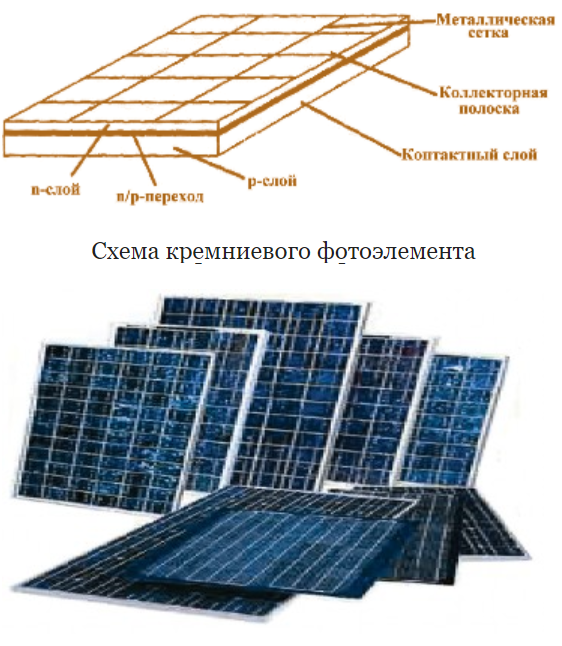 Металлическая
сетка
Коллекторная
полоска
Контактный слой
p-слой
n-слой
n/p-переход
Схема кремниевого фотоэлемента